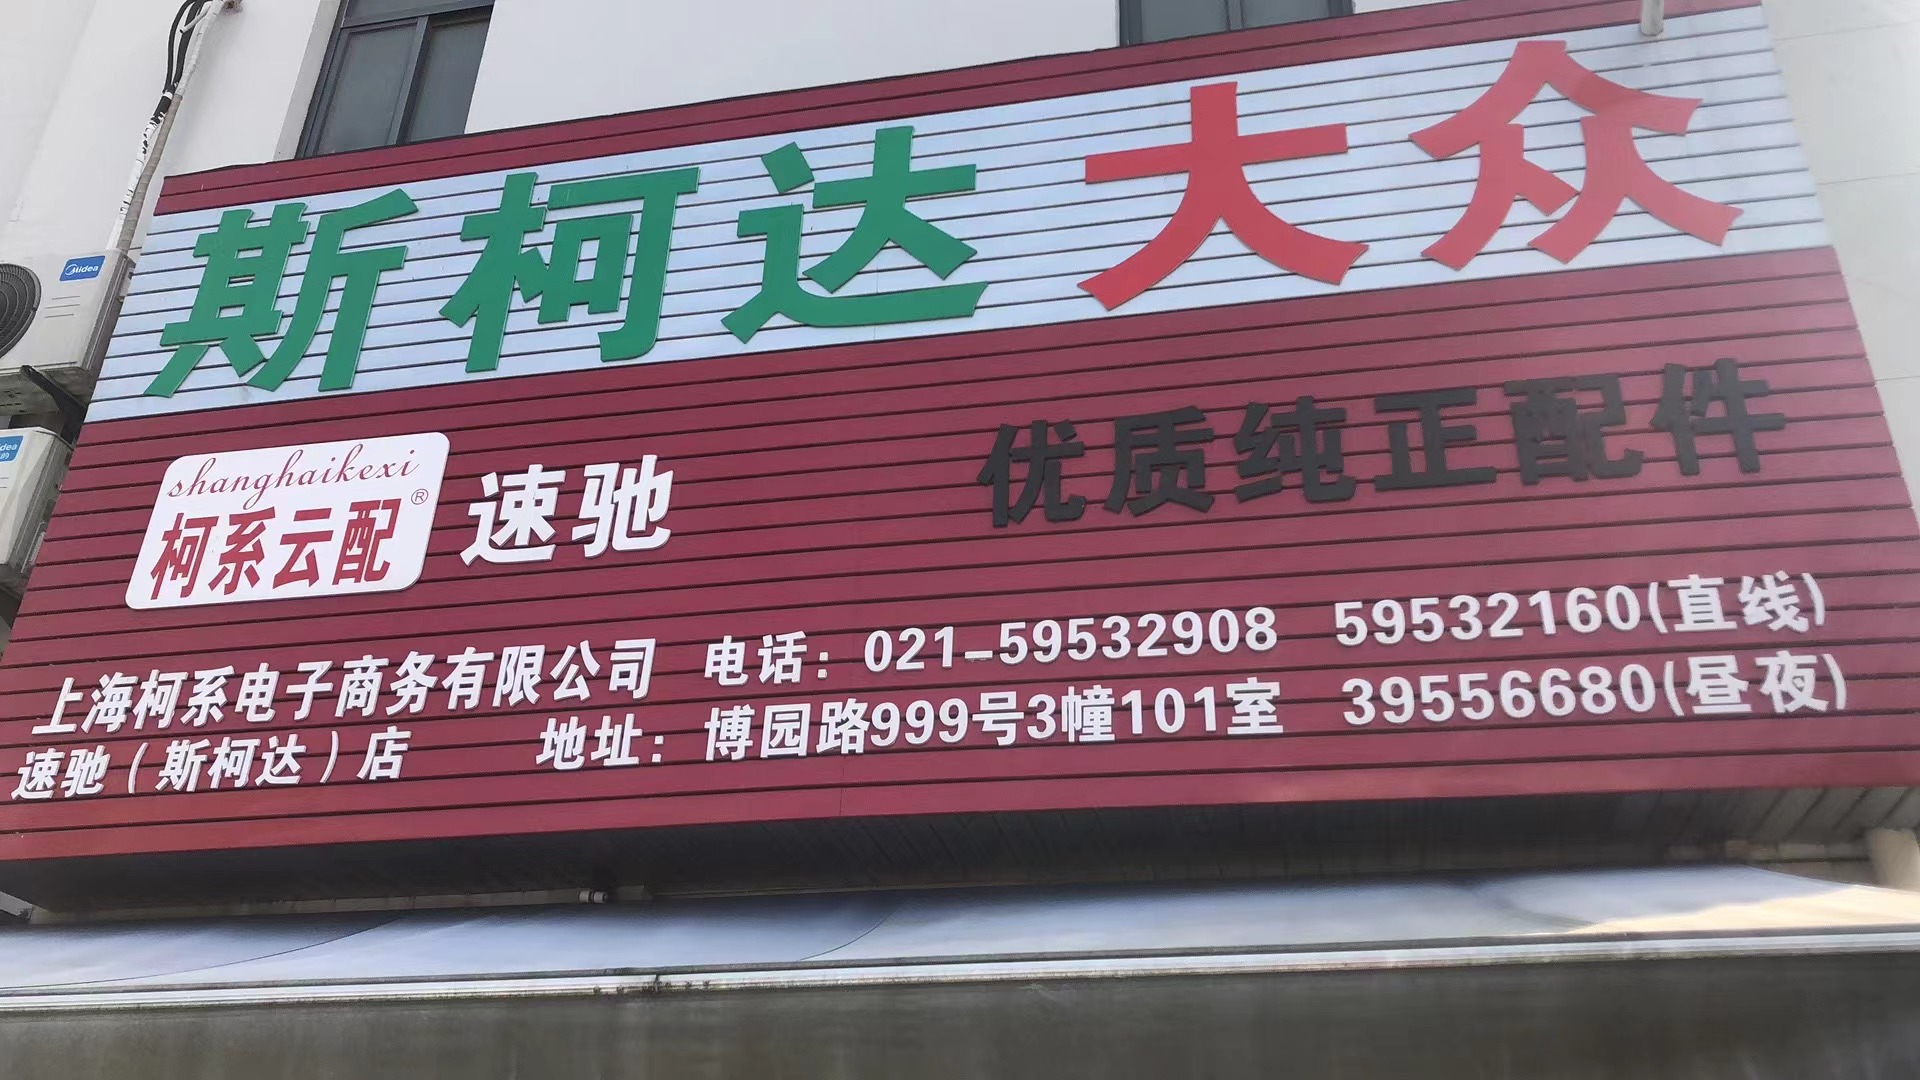 斯柯达 大众
shanghaikexi
柯系云配® 速驰 优质纯正配件
上海柯系电子商务有限公司 电话：021-59532908 59532160(直线)
速驰（斯柯达）店 地址：博园路999号3幢101室 39556680(昼夜)
Midea